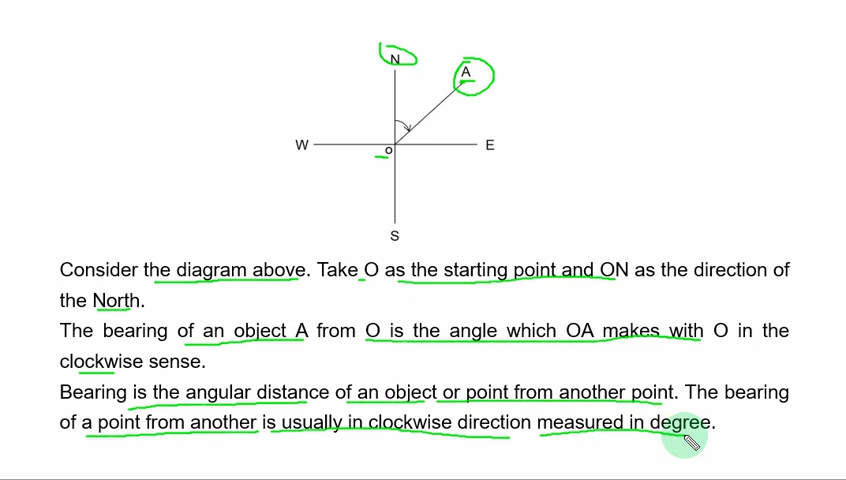 N
A
W
O
E
S
Consider the diagram above. Take O as the starting point and ON as the direction of
the North.
The bearing of an object A from O is the angle which OA makes with O in the
clockwise sense.
Bearing is the angular distance of an object or point from another point. The bearing
of a point from another is usually in clockwise direction measured in degree.